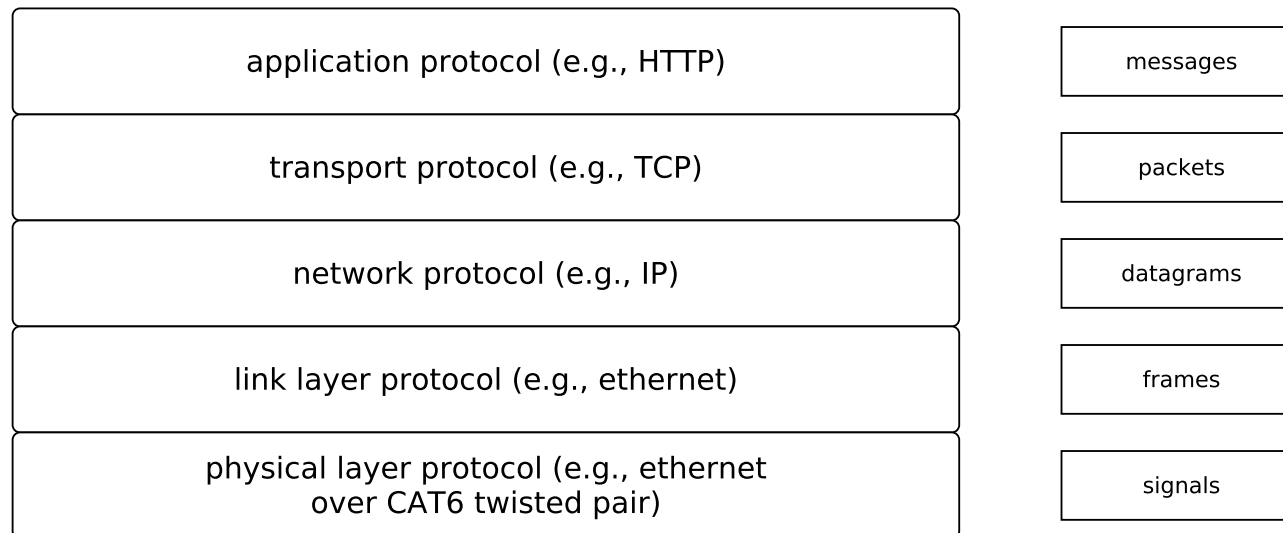 application protocol (e.g., HTTP)
messages
transport protocol (e.g., TCP)
packets
network protocol (e.g., IP)
datagrams
link layer protocol (e.g., ethernet)
frames
physical layer protocol (e.g., ethernet
over CAT6 twisted pair)
signals